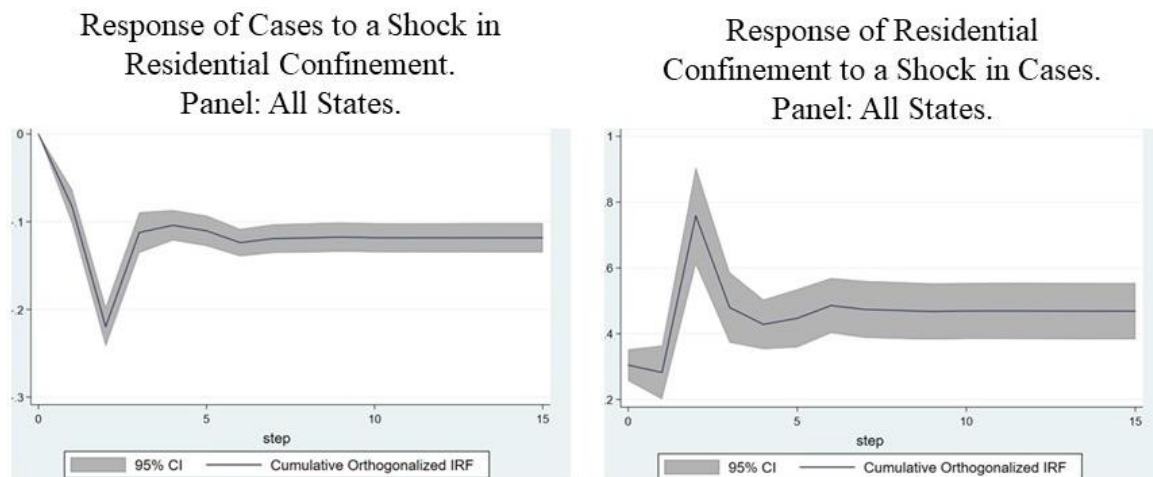 Response of Cases to a Shock in
Residential Confinement.
Panel: All States.
0
-.1
-.2
-.3
0 5 10 15
step
95% CI Cumulative Orthogonalized IRF
Response of Residential
Confinement to a Shock in Cases.
Panel: All States.
1
.8
.6
.4
.2
0 5 10 15
step
95% CI Cumulative Orthogonalized IRF